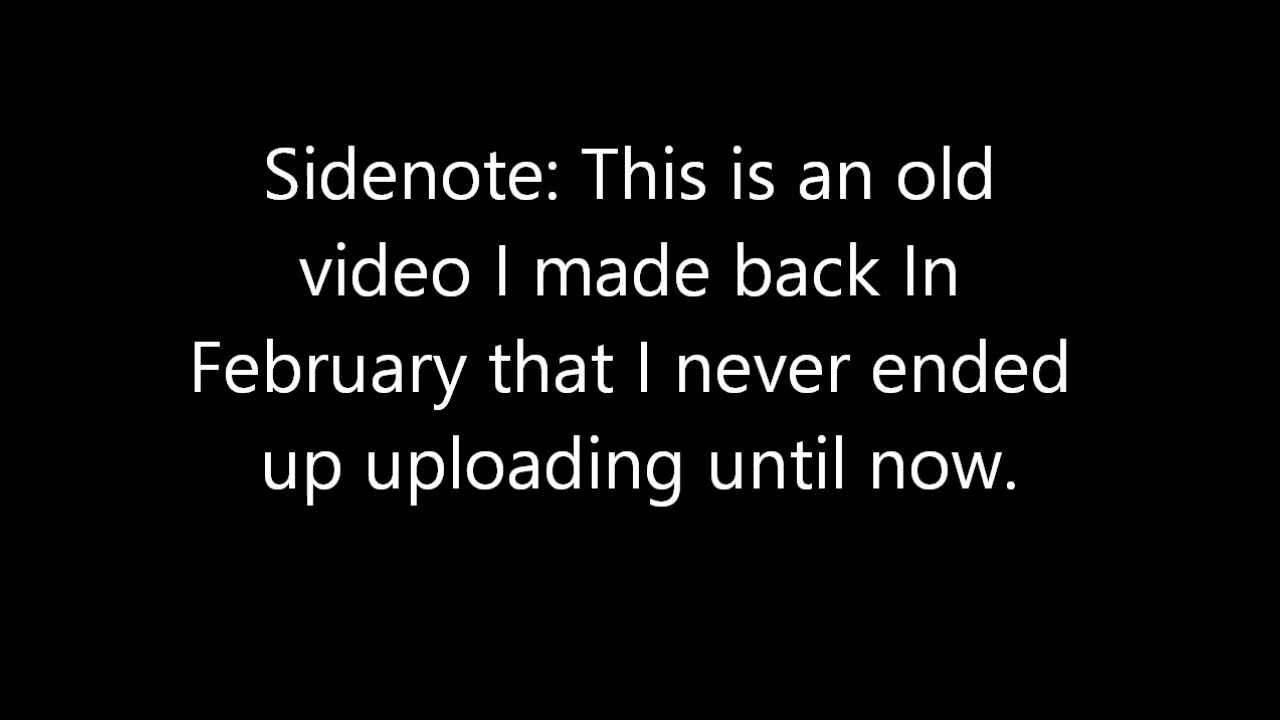 Sidenote: This is an old
video I made back In
February that I never ended
up uploading until now.